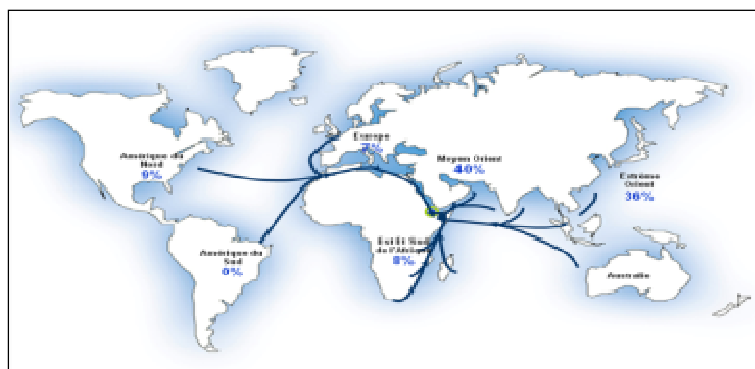 Amérique du
Nord
9%
Europe
7%
Moyen Orient
40%
Extrême
Orient
36%
Amérique du
Sud
0%
Est Et Sud
de l'Afrique
8%
Australie